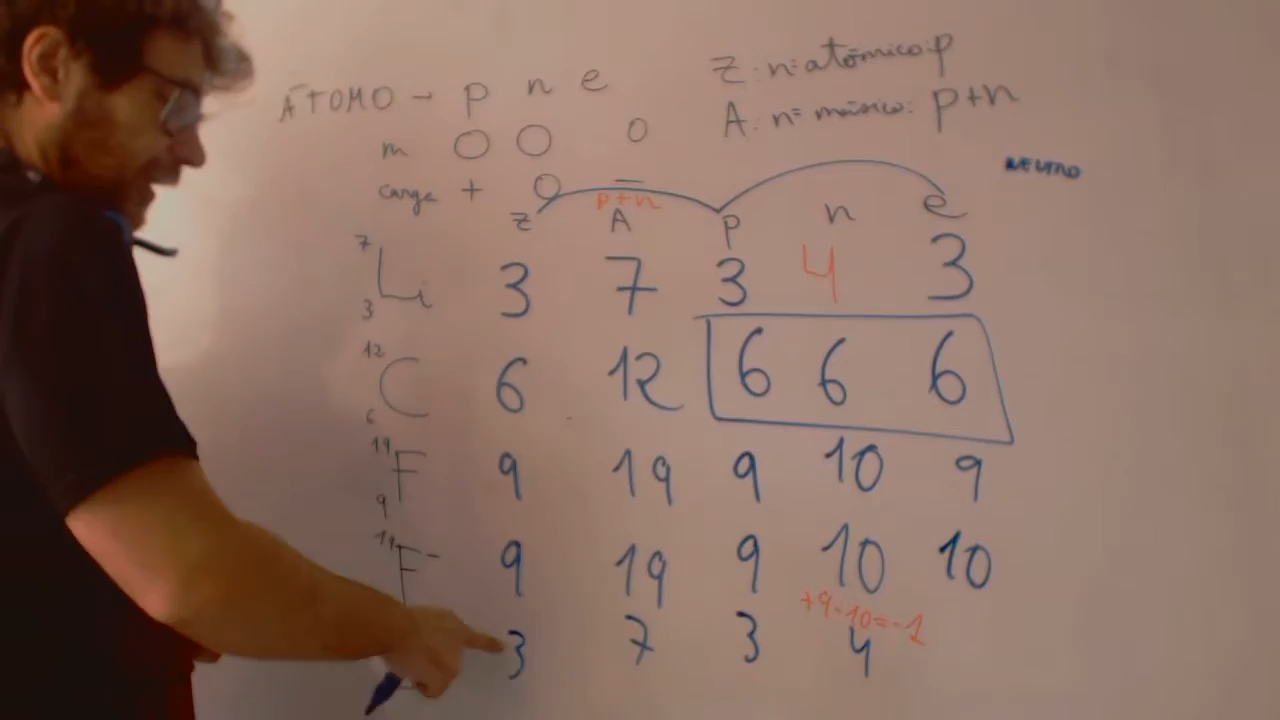 ÁTOMO - p n e
Z: nº atômico: p
m O O o
A: nº mássico: p+n
carga + O -
NEUTRO
p+n
Z A p n e
7 3 Li 3 7 3 4 3
12 6 C 6 12 6 6 6
19 9 F 9 19 9 10 9
19 F - 9 19 9 10 10
+9-10=-1
3 7 3 4